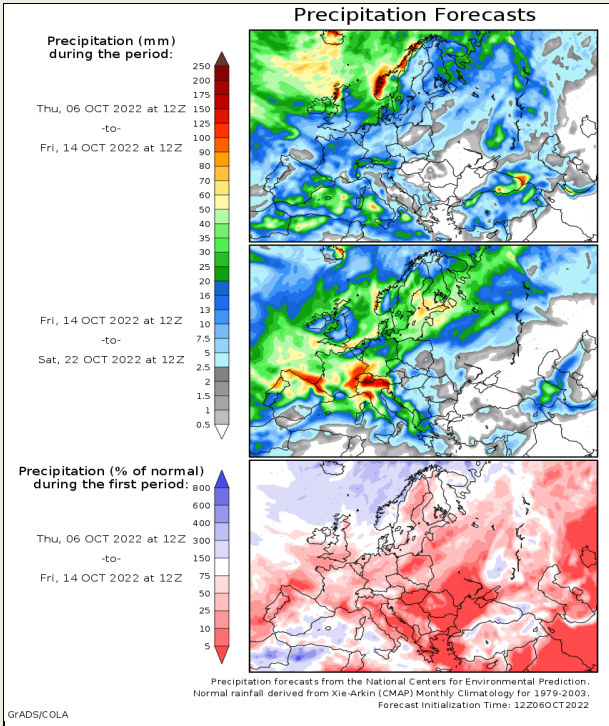 Precipitation Forecasts
Precipitation (mm)
during the period:
250
200
175
150
125
100
90
80
70
60
50
40
35
30
25
20
16
13
10
7.5
5
2.5
2
1.5
1
0.5
Thu, 06 OCT 2022 at 12Z
-to-
Fri, 14 OCT 2022 at 12Z
Fri, 14 OCT 2022 at 12Z
-to-
Sat, 22 OCT 2022 at 12Z
Precipitation (% of normal)
during the first period:
800
600
400
300
150
75
50
25
10
5
Thu, 06 OCT 2022 at 12Z
-to-
Fri, 14 OCT 2022 at 12Z
Precipitation forecasts from the National Centers for Environmental Prediction.
Normal rainfall derived from Xie-Arkin (CMAP) Monthly Climatology for 1979-2003.
Forecast Initialization Time: 12Z06OCT2022
GrADS/COLA